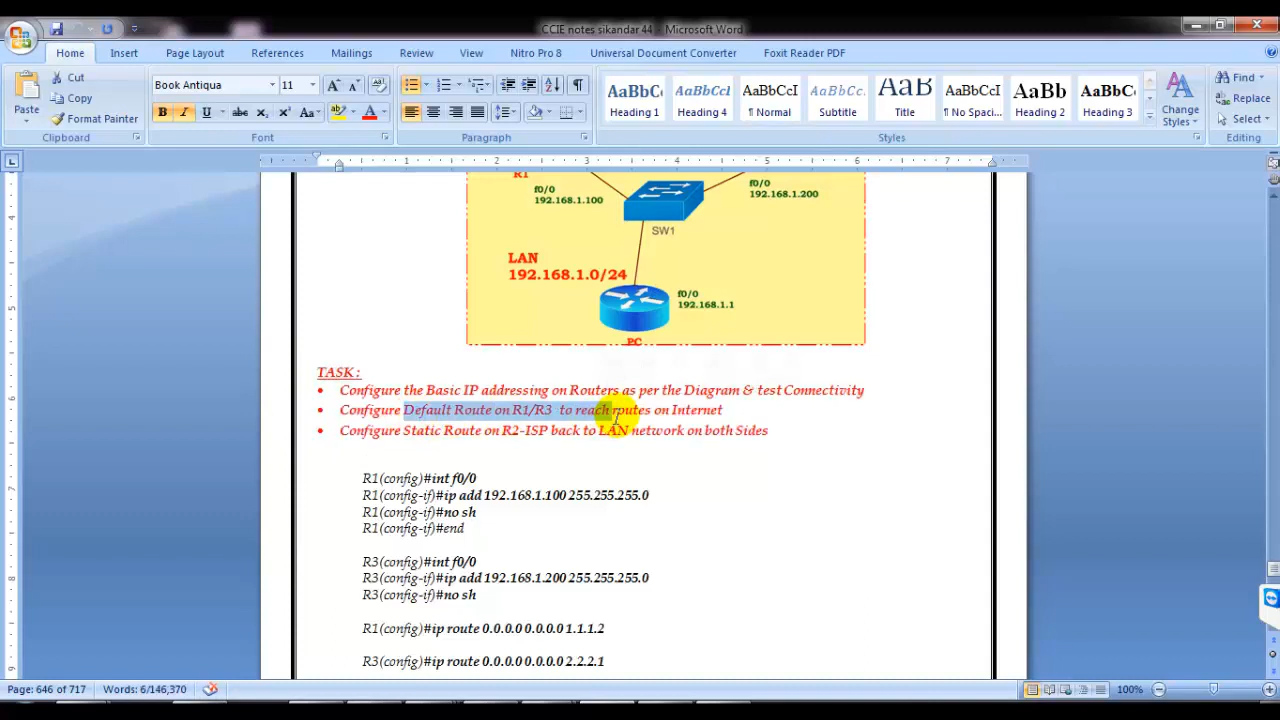 CCIE notes sikandar 44 - Microsoft Word
Home Insert Page Layout References Mailings Review View Nitro Pro 8 Universal Document Converter Foxit Reader PDF
Paste
Cut
Copy
Format Painter
Clipboard
Book Antiqua 11
Font
Paragraph
AaBbCc AaBbCcI AaBbCcI AaBbCcI AaB AaBbCcI AaBb AaBbCc
Heading 1 Heading 4 ¶ Normal Subtitle Title ¶ No Spaci... Heading 2 Heading 3
Change Styles
Styles
Find
Replace
Select
Editing
1 2 3 4 5 6 7
R1
f0/0
192.168.1.100
f0/0
192.168.1.200
SW1
LAN
192.168.1.0/24
f0/0
192.168.1.1
PC
TASK :
• Configure the Basic IP addressing on Routers as per the Diagram & test Connectivity
• Configure Default Route on R1/R3 to reach routes on Internet
• Configure Static Route on R2-ISP back to LAN network on both Sides
R1(config)#int f0/0
R1(config-if)#ip add 192.168.1.100 255.255.255.0
R1(config-if)#no sh
R1(config-if)#end
R3(config)#int f0/0
R3(config-if)#ip add 192.168.1.200 255.255.255.0
R3(config-if)#no sh
R1(config)#ip route 0.0.0.0 0.0.0.0 1.1.1.2
R3(config)#ip route 0.0.0.0 0.0.0.0 2.2.2.1
Page: 646 of 717 Words: 6/146,370 100%